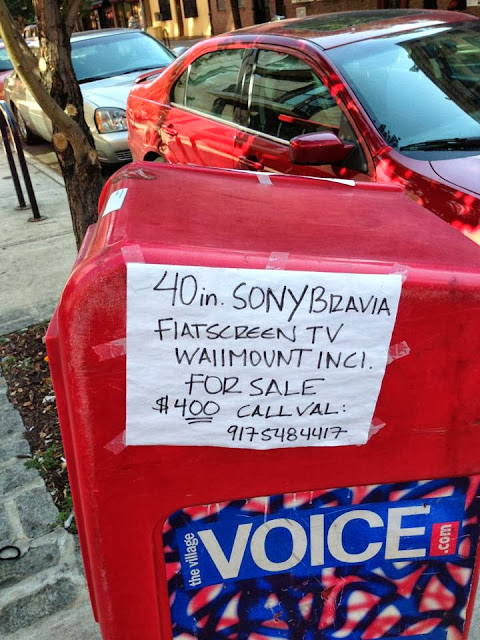 40in. SONY BRAVIA
FlATSCREEN TV
WAllMOUNT INCl.
FOR SALE
$400 CALL VAL:
9175484417
the village VOICE .com